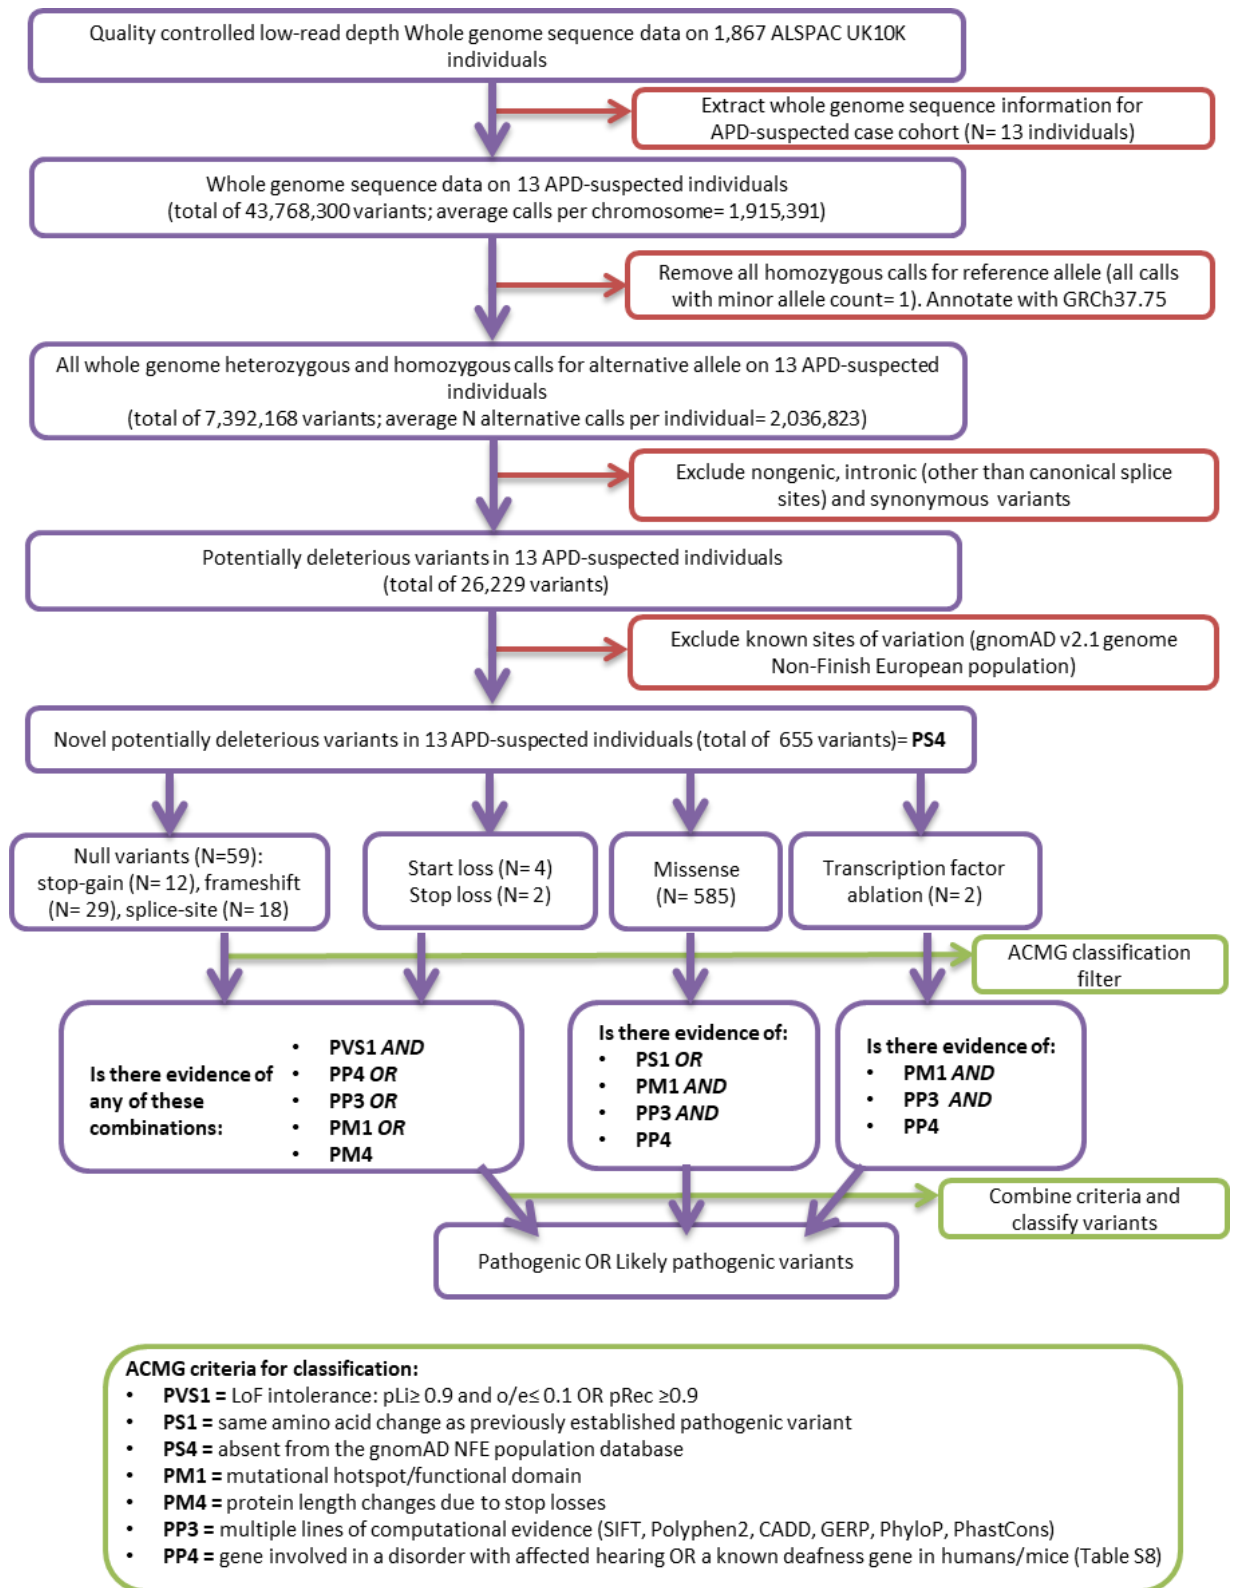 Quality controlled low-read depth Whole genome sequence data on 1,867 ALSPAC UK10K
individuals
Extract whole genome sequence information for
APD-suspected case cohort (N= 13 individuals)
Whole genome sequence data on 13 APD-suspected individuals
(total of 43,768,300 variants; average calls per chromosome= 1,915,391)
Remove all homozygous calls for reference allele (all calls
with minor allele count= 1). Annotate with GRCh37.75
All whole genome heterozygous and homozygous calls for alternative allele on 13 APD-suspected
individuals
(total of 7,392,168 variants; average N alternative calls per individual= 2,036,823)
Exclude nongenic, intronic (other than canonical splice
sites) and synonymous variants
Potentially deleterious variants in 13 APD-suspected individuals
(total of 26,229 variants)
Exclude known sites of variation (gnomAD v2.1 genome
Non-Finish European population)
Novel potentially deleterious variants in 13 APD-suspected individuals (total of 655 variants)= PS4
Null variants (N=59):
stop-gain (N= 12), frameshift
(N= 29), splice-site (N= 18)
Start loss (N= 4)
Stop loss (N= 2)
Missense
(N= 585)
Transcription factor
ablation (N= 2)
ACMG classification
filter
Is there evidence of
any of these
combinations:
• PVS1 AND
• PP4 OR
• PP3 OR
• PM1 OR
• PM4
Is there evidence of:
• PS1 OR
• PM1 AND
• PP3 AND
• PP4
Is there evidence of:
• PM1 AND
• PP3 AND
• PP4
Combine criteria and
classify variants
Pathogenic OR Likely pathogenic variants
ACMG criteria for classification:
• PVS1 = LoF intolerance: pLi≥ 0.9 and o/e≤ 0.1 OR pRec ≥0.9
• PS1 = same amino acid change as previously established pathogenic variant
• PS4 = absent from the gnomAD NFE population database
• PM1 = mutational hotspot/functional domain
• PM4 = protein length changes due to stop losses
• PP3 = multiple lines of computational evidence (SIFT, Polyphen2, CADD, GERP, PhyloP, PhastCons)
• PP4 = gene involved in a disorder with affected hearing OR a known deafness gene in humans/mice (Table S8)